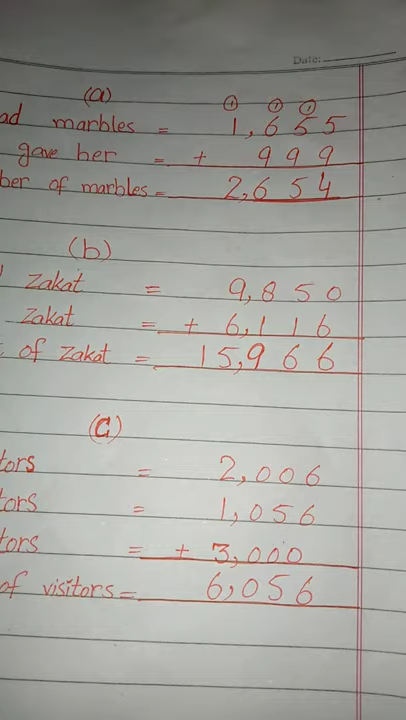 Date:
(a)
① ① ①
ad marbles = 1,655
gave her = + 999
ber of marbles = 2,654
(b)
zakat = 9,850
zakat = + 6,116
of zakat = 15,966
(C)
tors = 2,006
tors = 1,056
tors = + 3,000
of visitors = 6,056